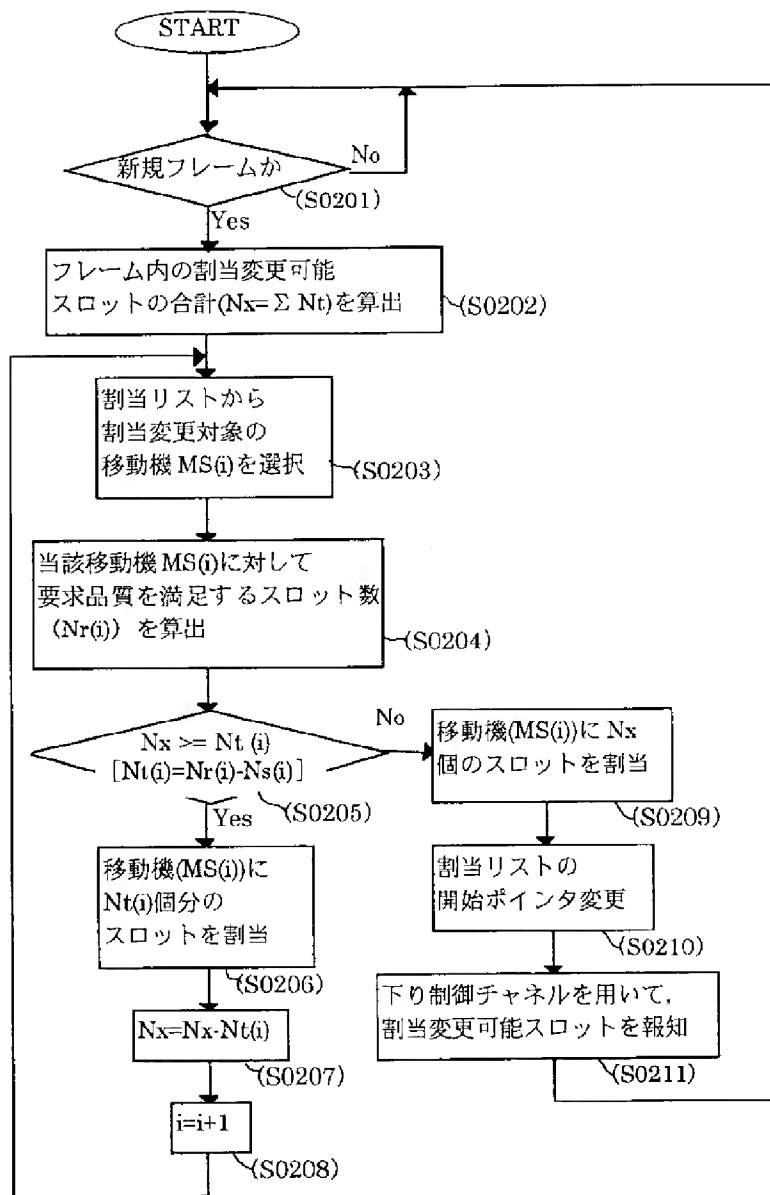 START
新規フレームか
No
(S0201)
Yes
フレーム内の割当変更可能
スロットの合計(Nx=Σ Nt)を算出
(S0202)
割当リストから
割当変更対象の
移動機 MS(i)を選択
(S0203)
当該移動機 MS(i)に対して
要求品質を満足するスロット数
（Nr(i)）を算出
(S0204)
Nx >= Nt (i)
[Nt(i)=Nr(i)-Ns(i)]
No
(S0205)
Yes
移動機(MS(i))に Nx
個のスロットを割当
(S0209)
移動機(MS(i))に
Nt(i)個分の
スロットを割当
(S0206)
割当リストの
開始ポインタ変更
(S0210)
Nx=Nx-Nt(i)
(S0207)
下り制御チャネルを用いて,
割当変更可能スロットを報知
(S0211)
i=i+1
(S0208)